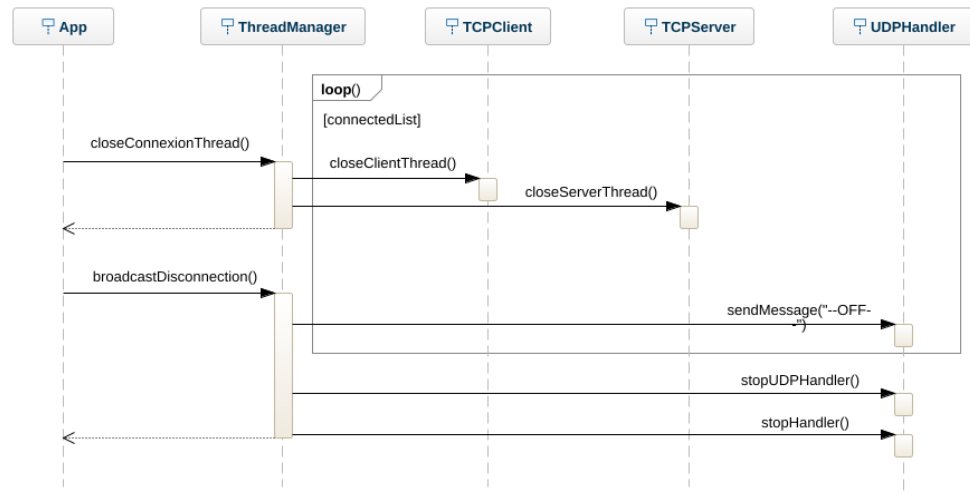 App
ThreadManager
TCPClient
TCPServer
UDPHandler
loop()
[connectedList]
closeConnexionThread()
closeClientThread()
closeServerThread()
broadcastDisconnection()
sendMessage("--OFF-
-")
stopUDPHandler()
stopHandler()